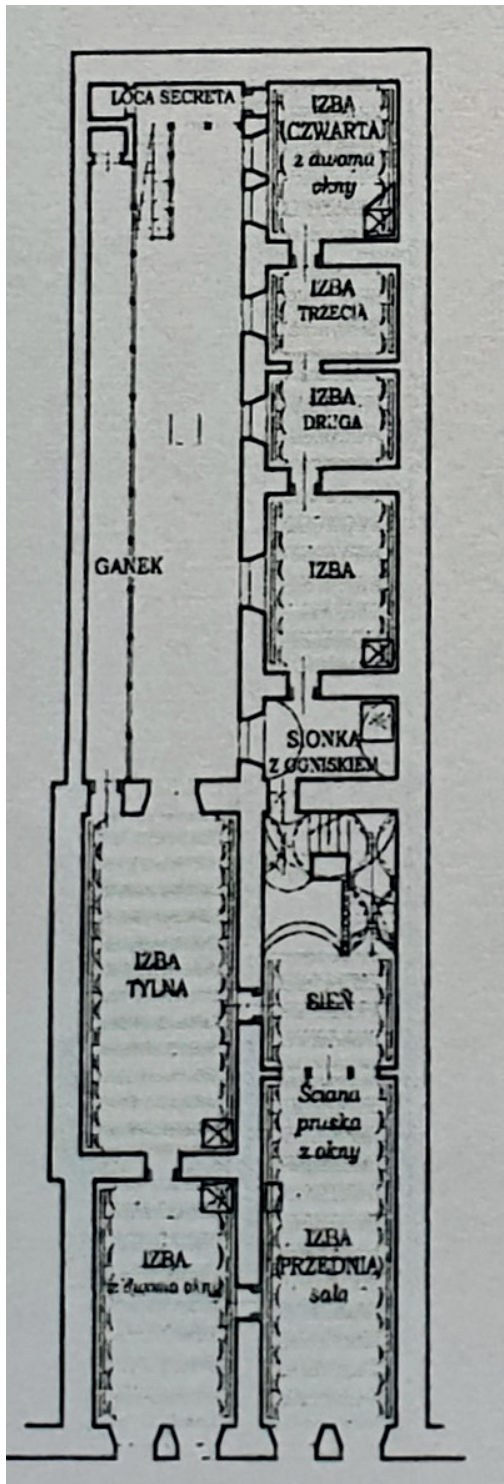 LOCA SECRETA
IZBA
(CZWARTA
z dwoma
okny
IZBA
TRZECIA
IZBA
DRUGA
GANEK
IZBA
SIONKA
Z OGNISKIEM
IZBA
TYLNA
SIEŃ
Ściana
pruska
z okny
IZBA
z dwoma okny
IZBA
(PRZEDNIA)
sala